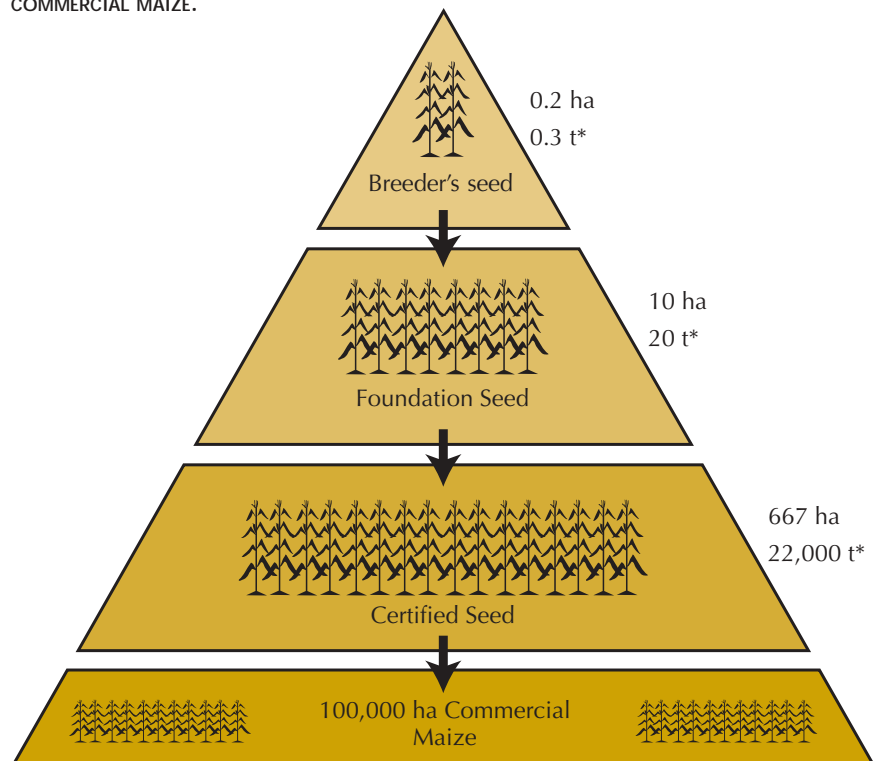 COMMERCIAL MAIZE.
0.2 ha
0.3 t*
Breeder's seed
10 ha
20 t*
Foundation Seed
667 ha
22,000 t*
Certified Seed
100,000 ha Commercial
Maize